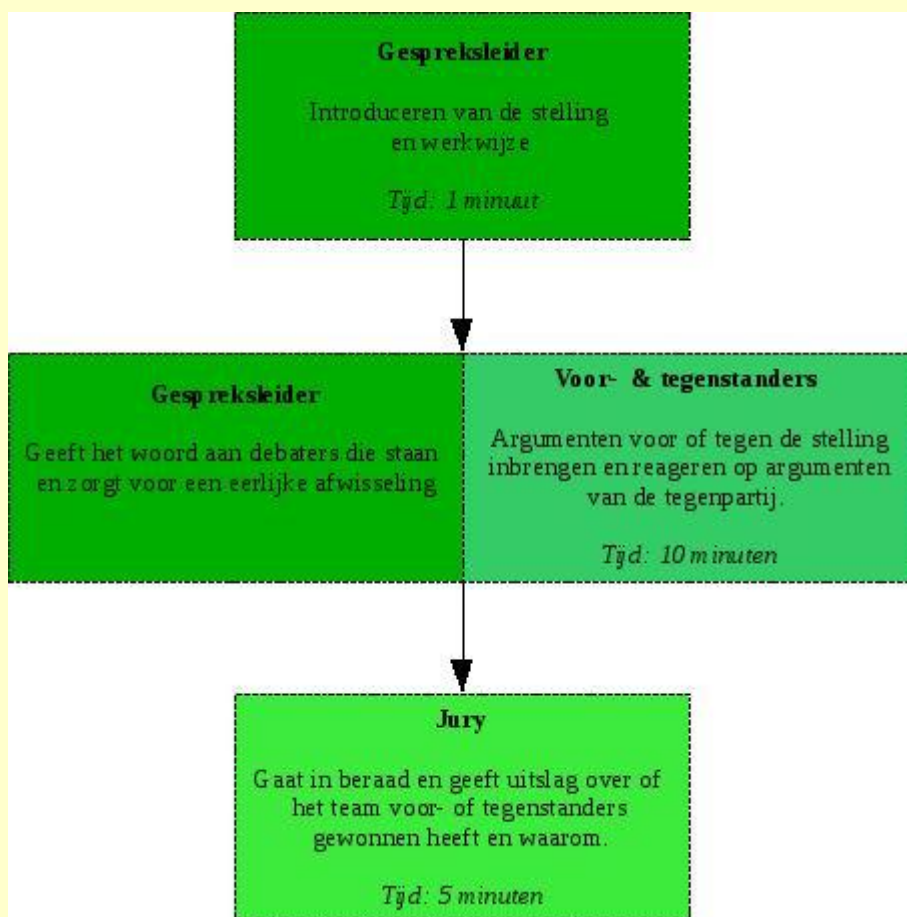 Gespreksleider
Introduceren van de stelling
en werkwijze
Tijd: 1 minuut
Gespreksleider
Geeft het woord aan debaters die staan
en zorgt voor een eerlijke afwisseling
Voor- & tegenstanders
Argumenten voor of tegen de stelling
inbrengen en reageren op argumenten
van de tegenpartij.
Tijd: 10 minuten
Jury
Gaat in beraad en geeft uitslag over of
het team voor- of tegenstanders
gewonnen heeft en waarom.
Tijd: 5 minuten